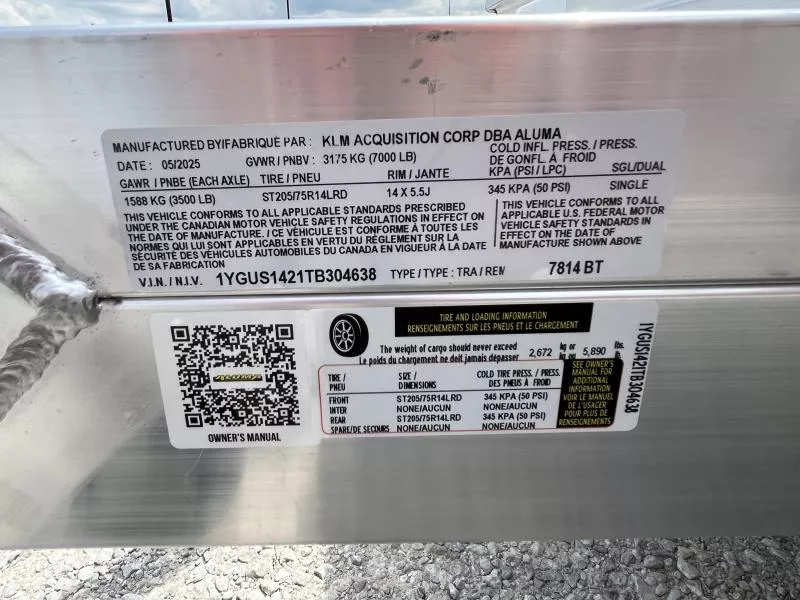 MANUFACTURED BY/FABRIQUÉ PAR : KLM ACQUISITION CORP DBA ALUMA
DATE : 05/2025 GVWR / PNBV : 3175 KG (7000 LB) COLD INFL. PRESS. / PRESS. DE GONFL. À FROID
GAWR / PNBE (EACH AXLE) TIRE / PNEU RIM / JANTE KPA (PSI / LPC) SGL/DUAL
1588 KG (3500 LB) ST205/75R14LRD 14 X 5.5J 345 KPA (50 PSI) SINGLE
THIS VEHICLE CONFORMS TO ALL APPLICABLE STANDARDS PRESCRIBED
UNDER THE CANADIAN MOTOR VEHICLE SAFETY REGULATIONS IN EFFECT ON
THE DATE OF MANUFACTURE. / CE VÉHICULE EST CONFORME À TOUTES LES
NORMES QUI LUI SONT APPLICABLES EN VERTU DU RÈGLEMENT SUR LA
SÉCURITÉ DES VÉHICULES AUTOMOBILES DU CANADA EN VIGUEUR À LA DATE
DE SA FABRICATION
THIS VEHICLE CONFORMS TO ALL
APPLICABLE U.S. FEDERAL MOTOR
VEHICLE SAFETY STANDARDS IN
EFFECT ON THE DATE OF
MANUFACTURE SHOWN ABOVE
V.I.N. / N.I.V. 1YGUS1421TB304638 TYPE / TYPE : TRA / REM 7814 BT
ALUMA
OWNER'S MANUAL
TIRE AND LOADING INFORMATION
RENSEIGNEMENTS SUR LES PNEUS ET LE CHARGEMENT
The weight of cargo should never exceed
Le poids du chargement ne doit jamais dépasser
2,672 kg or kg ou 5,890 lbs. lb.
TIRE / PNEU SIZE / DIMENSIONS COLD TIRE PRESS. / PRESS. DES PNEUS À FROID
FRONT ST205/75R14LRD 345 KPA (50 PSI)
INTER NONE/AUCUN NONE/AUCUN
REAR ST205/75R14LRD 345 KPA (50 PSI)
SPARE/DE SECOURS NONE/AUCUN NONE/AUCUN
SEE OWNER'S
MANUAL FOR
ADDITIONAL
INFORMATION
VOIR LE MANUEL
DE L'USAGER
POUR PLUS DE
RENSEIGNEMENTS
1YGUS1421TB304638